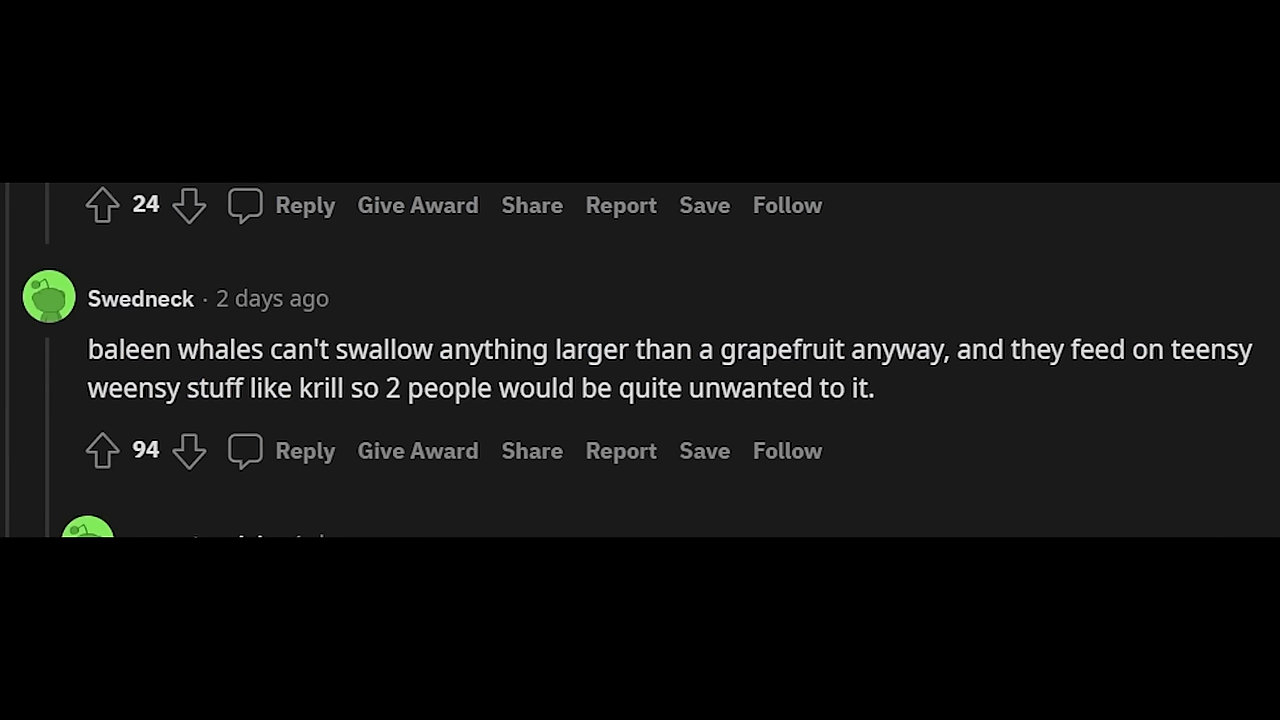 24 Reply Give Award Share Report Save Follow
Swedneck · 2 days ago
baleen whales can't swallow anything larger than a grapefruit anyway, and they feed on teensy
weensy stuff like krill so 2 people would be quite unwanted to it.
94 Reply Give Award Share Report Save Follow